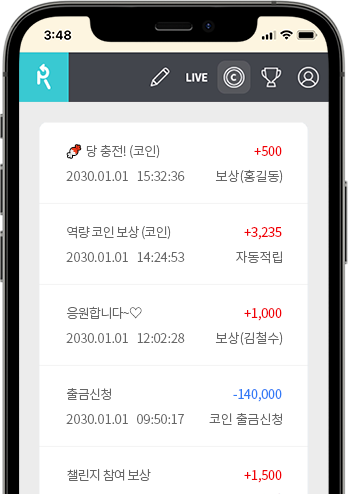 3:48
LIVE
당 충전! (코인) +500
2030.01.01 15:32:36 보상(홍길동)
역량 코인 보상 (코인) +3,235
2030.01.01 14:24:53 자동적립
응원합니다~♡ +1,000
2030.01.01 12:02:28 보상(김철수)
출금신청 -140,000
2030.01.01 09:50:17 코인 출금신청
챌린지 참여 보상 +1,500